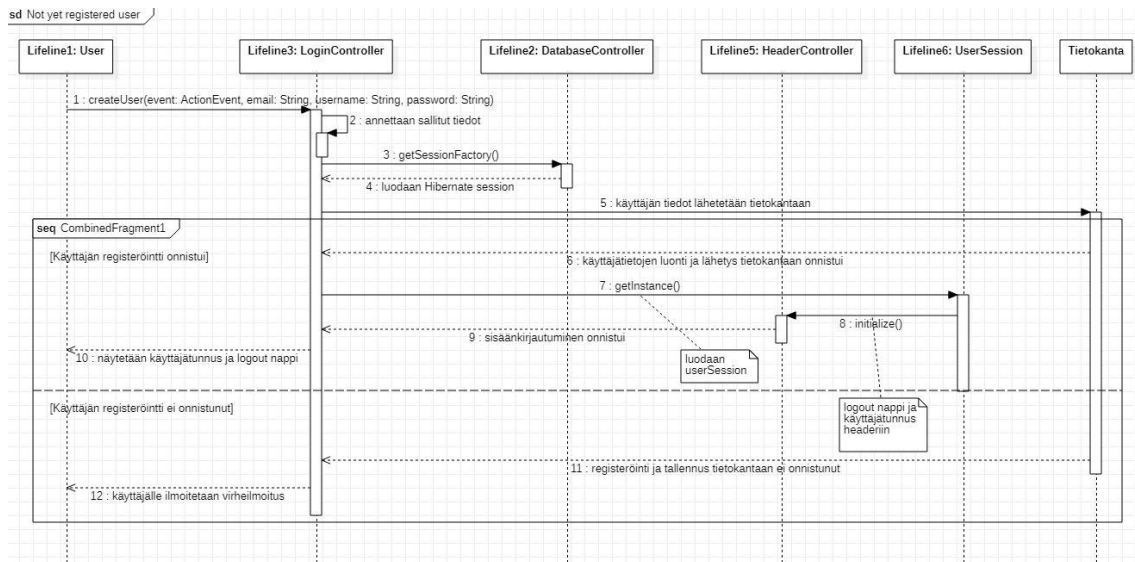 sd Not yet registered user
Lifeline1: User
Lifeline3: LoginController
Lifeline2: DatabaseController
Lifeline5: HeaderController
Lifeline6: UserSession
Tietokanta
1 : createUser(event: ActionEvent, email: String, username: String, password: String)
2 : annettaan sallitut tiedot
3 : getSessionFactory()
4 : luodaan Hibernate session
5 : käyttäjän tiedot lähetetään tietokantaan
seq CombinedFragment1
[Käyttäjän registeröintti onnistui]
6 : käyttäjätietojen luonti ja lähetys tietokantaan onnistui
7 : getInstance()
8 : initialize()
9 : sisäänkirjautuminen onnistui
10 : näytetään käyttäjätunnus ja logout nappi
luodaan
userSession
[Käyttäjän registeröintti ei onnistunut]
logout nappi ja
käyttäjätunnus
headeriin
11 : registeröinti ja tallennus tietokantaan ei onnistunut
12 : käyttäjälle ilmoitetaan virheilmoitus